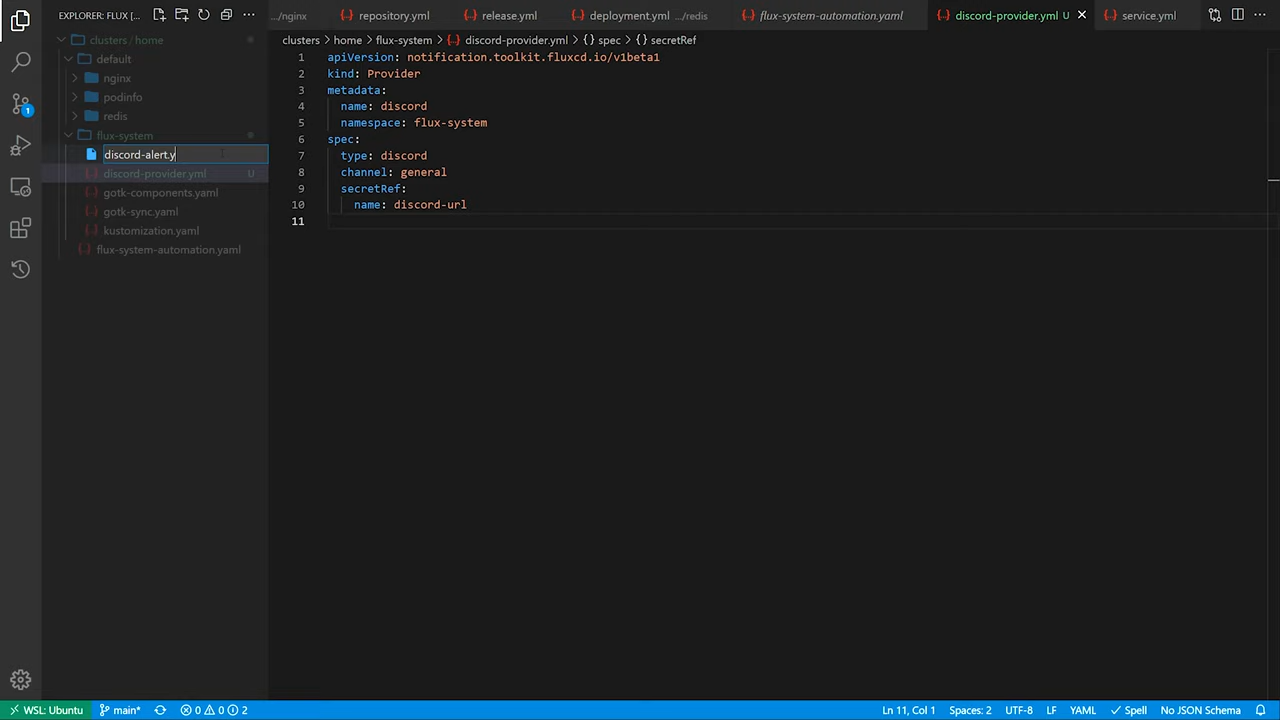 EXPLORER: FLUX [...
.../nginx
repository.yml
release.yml
deployment.yml .../redis
flux-system-automation.yaml
discord-provider.yml U
service.yml
clusters / home
default
nginx
podinfo
redis
flux-system
discord-alert.y
discord-provider.yml U
gotk-components.yaml
gotk-sync.yaml
kustomization.yaml
flux-system-automation.yaml
1
clusters > home > flux-system > discord-provider.yml > {} spec > {} secretRef
1 apiVersion: notification.toolkit.fluxcd.io/v1beta1
2 kind: Provider
3 metadata:
4 name: discord
5 namespace: flux-system
6 spec:
7 type: discord
8 channel: general
9 secretRef:
10 name: discord-url
11
WSL: Ubuntu
main*
0 0 2
Ln 11, Col 1
Spaces: 2
UTF-8
LF
YAML
Spell
No JSON Schema